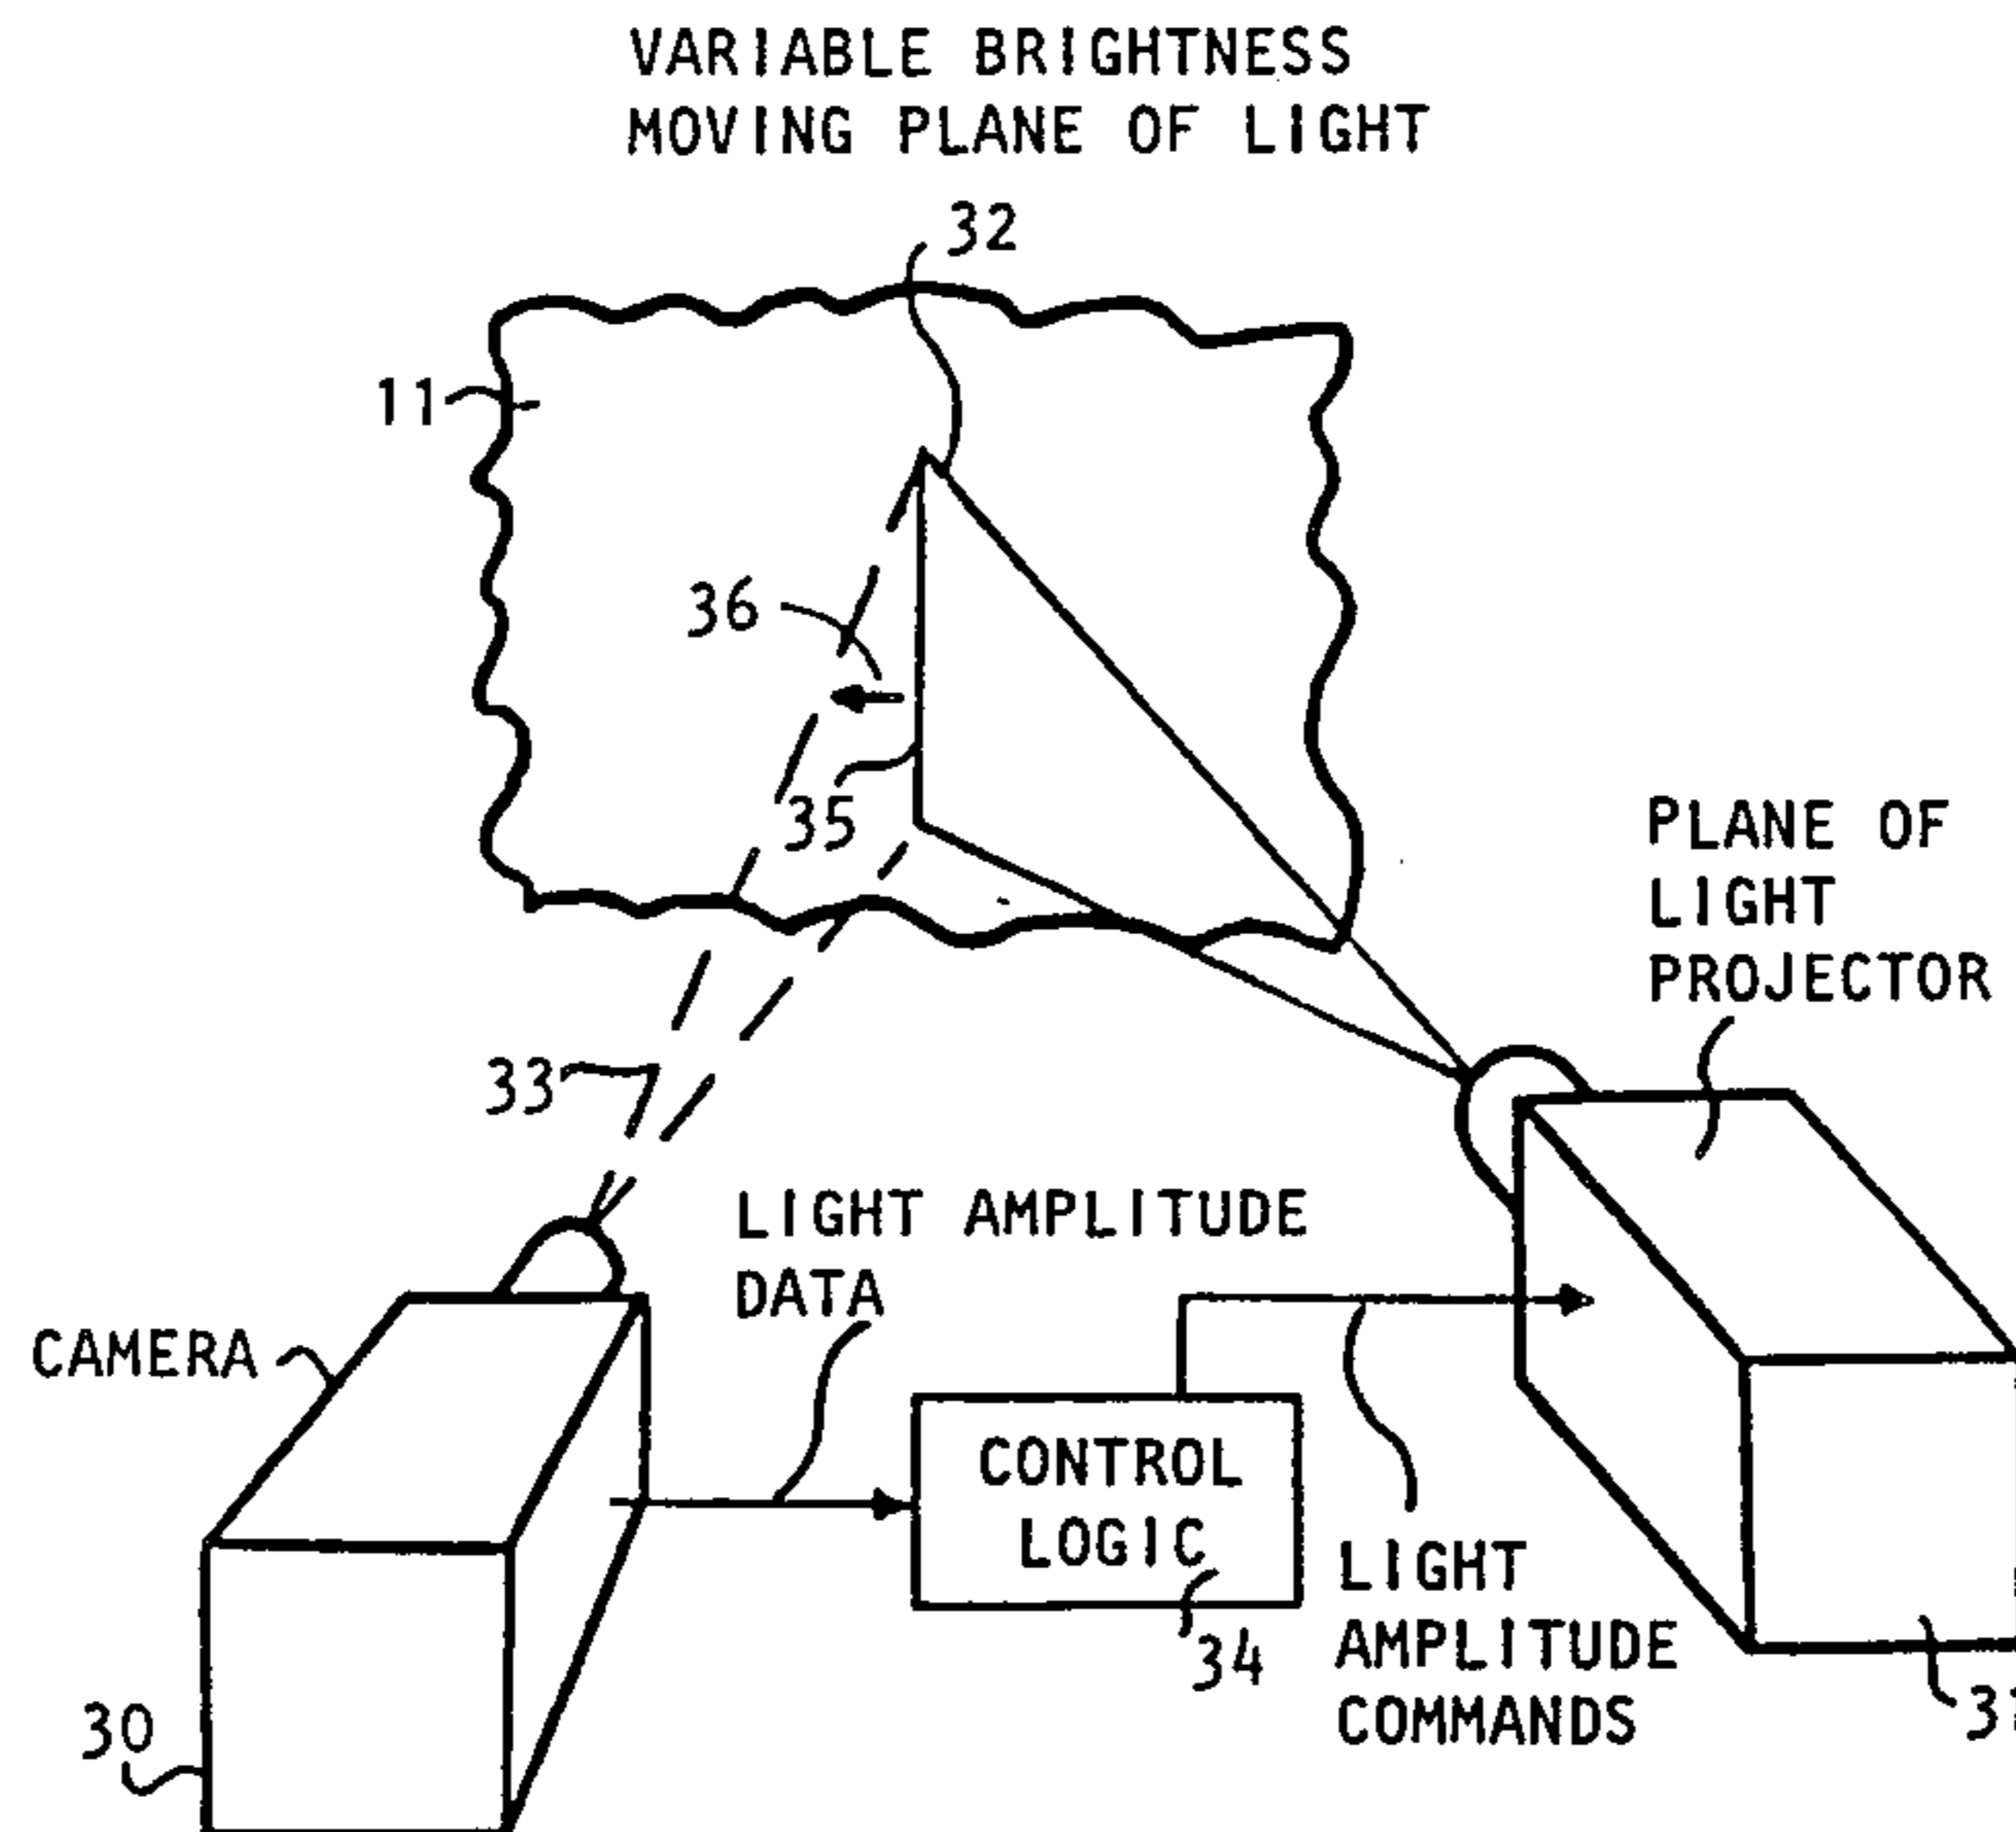 VARIABLE BRIGHTNESS
MOVING PLANE OF LIGHT
32
11
36
35
PLANE OF
LIGHT
PROJECTOR
33
LIGHT AMPLITUDE
DATA
CAMERA
CONTROL
LOGIC
34
LIGHT
AMPLITUDE
COMMANDS
30